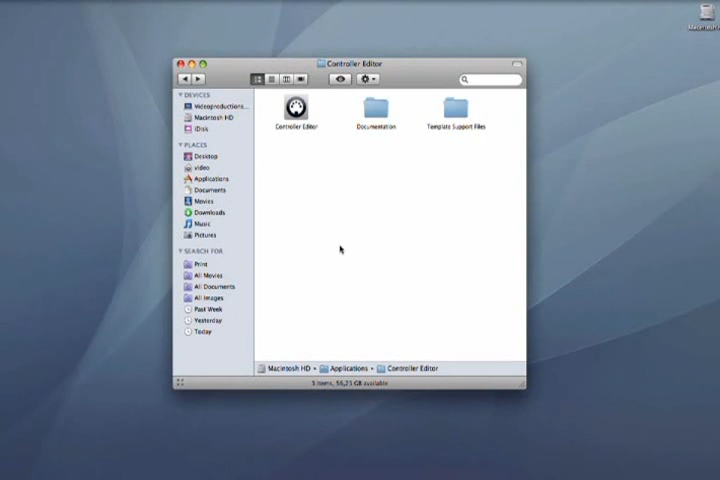 Controller Editor
DEVICES
Videoproductions...
Macintosh HD
iDisk
PLACES
Desktop
video
Applications
Documents
Movies
Downloads
Music
Pictures
SEARCH FOR
Print
All Movies
All Documents
All Images
Past Week
Yesterday
Today
Controller Editor
Documentation
Template Support Files
Macintosh HD
Applications
Controller Editor
3 items, 56,23 GB available